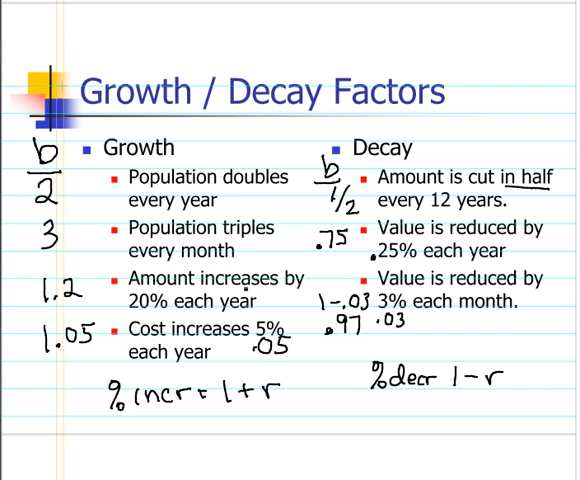 Growth / Decay Factors
b
Growth
2
Population doubles
every year
3
Population triples
every month
1.2
Amount increases by
20% each year
1.05
Cost increases 5%
each year
.05
% incr = 1 + r
Decay
b
1/2
Amount is cut in half
every 12 years.
.75
Value is reduced by
.25% each year
Value is reduced by
1-.03 3% each month.
.97 .03
% decr 1 - r